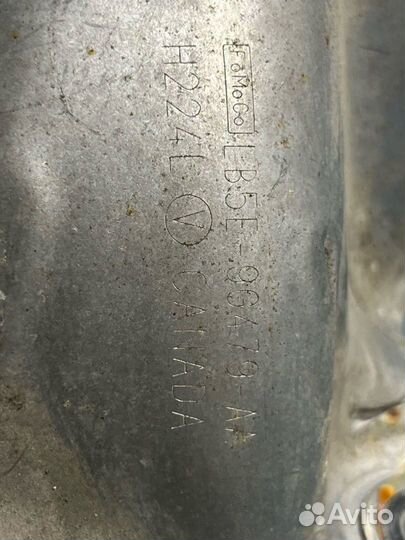 FoMoCo LB5E-9G479-AA
H224L V CANADA
Avito